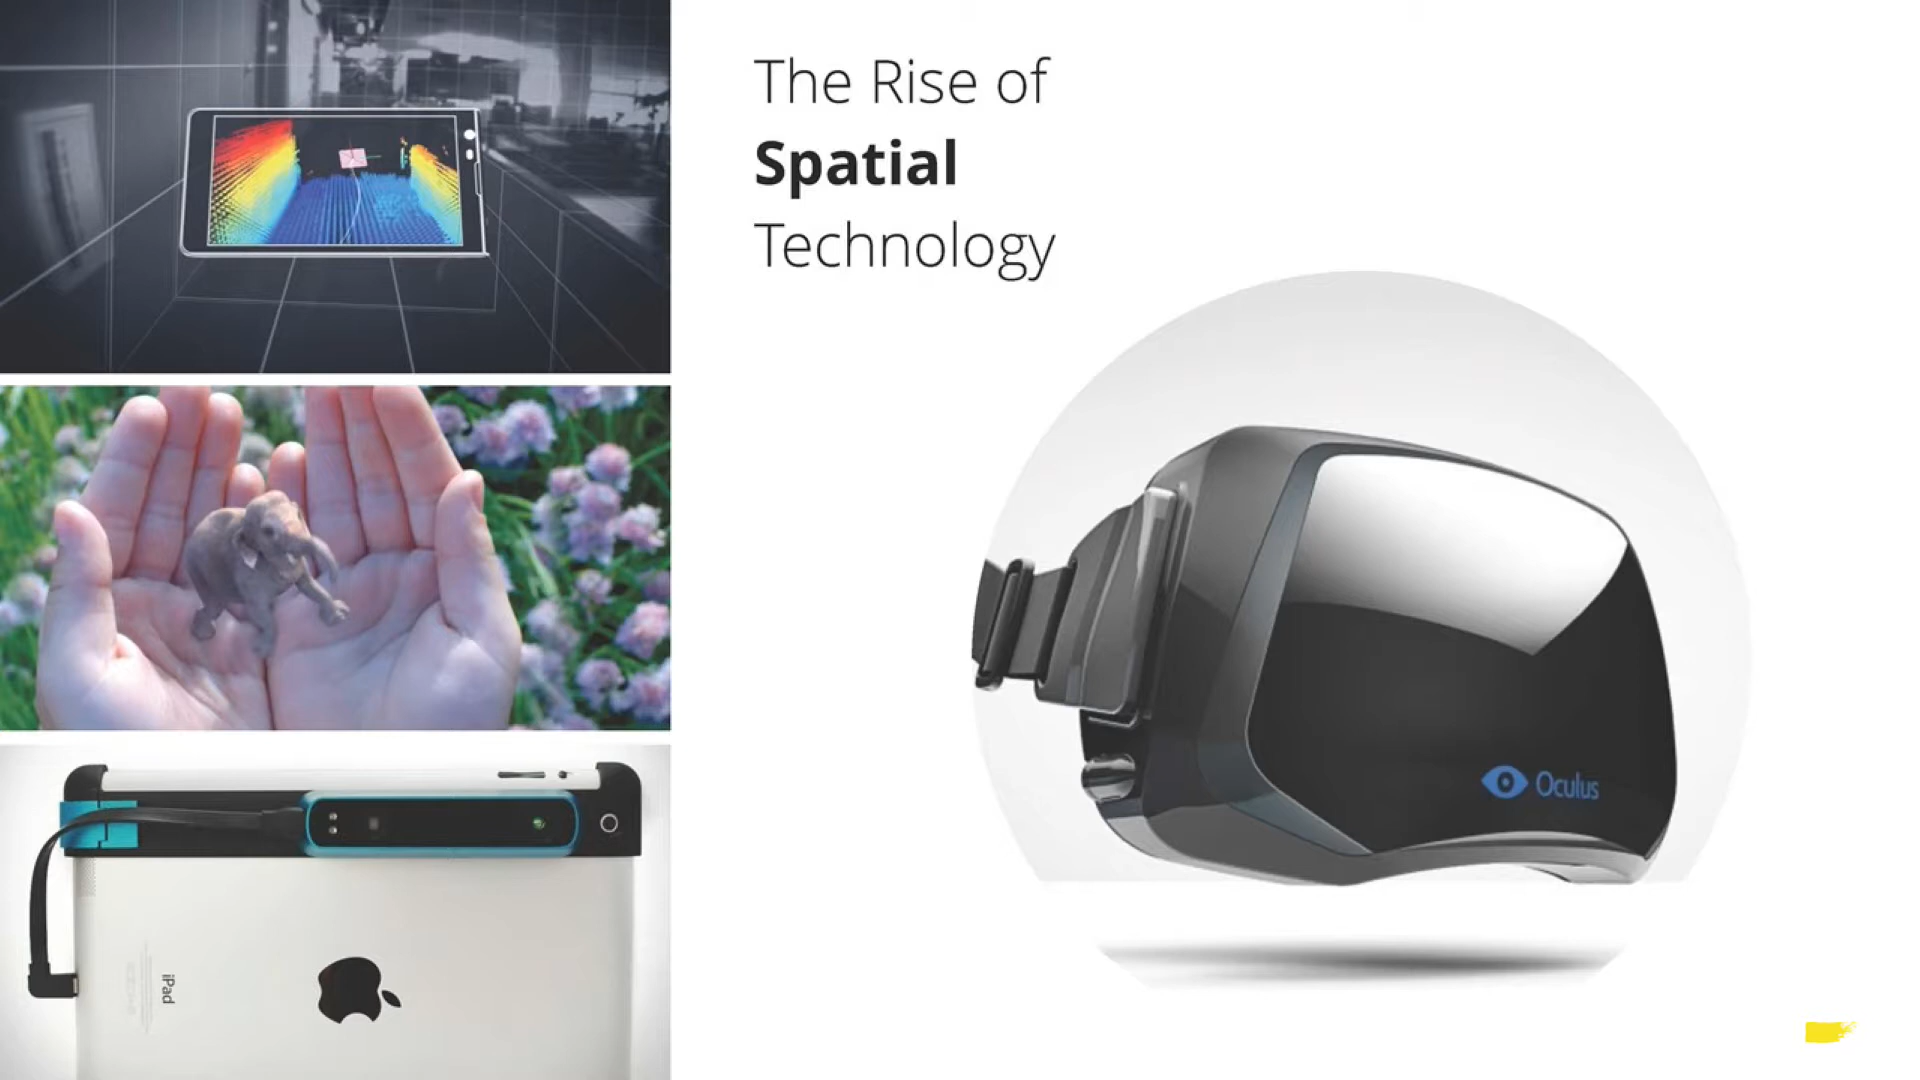 The Rise of
Spatial
Technology
Oculus
iPad